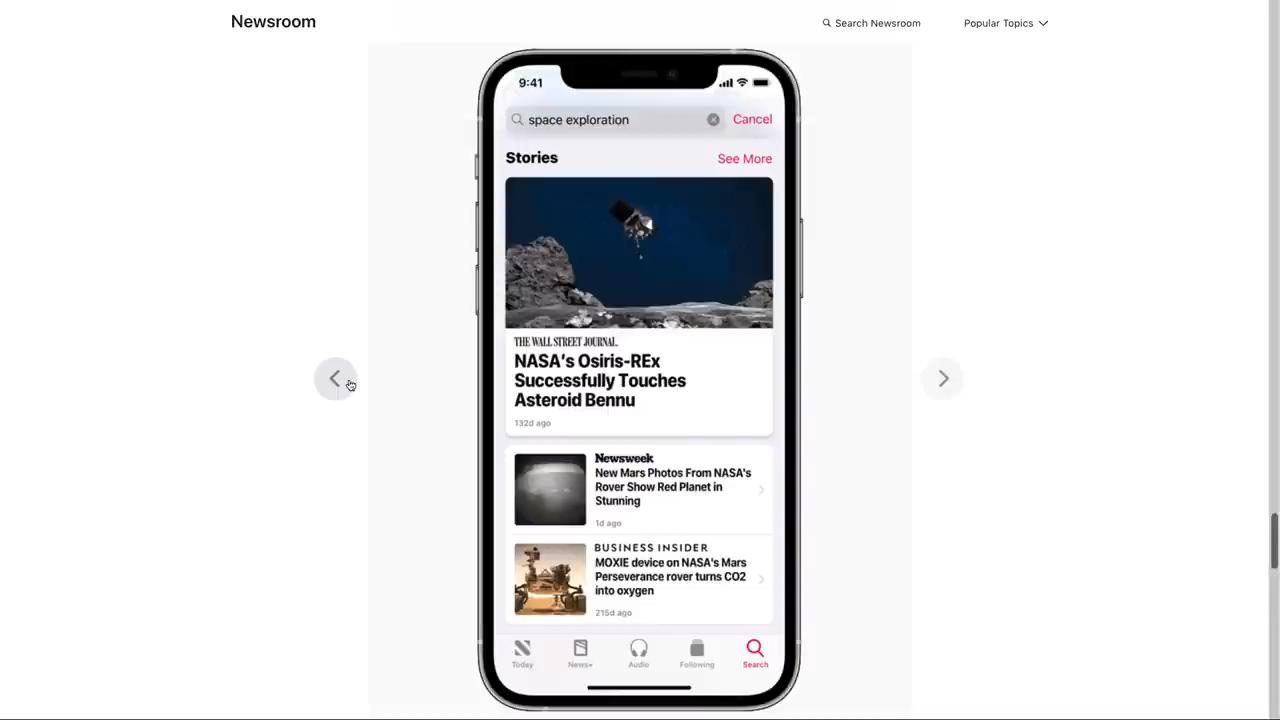 Newsroom
Search Newsroom
Popular Topics
9:41
space exploration
Cancel
Stories
See More
THE WALL STREET JOURNAL.
NASA's Osiris-REx
Successfully Touches
Asteroid Bennu
132d ago
Newsweek
New Mars Photos From NASA's
Rover Show Red Planet in
Stunning
1d ago
BUSINESS INSIDER
MOXIE device on NASA's Mars
Perseverance rover turns CO2
into oxygen
215d ago
Today
News+
Audio
Following
Search